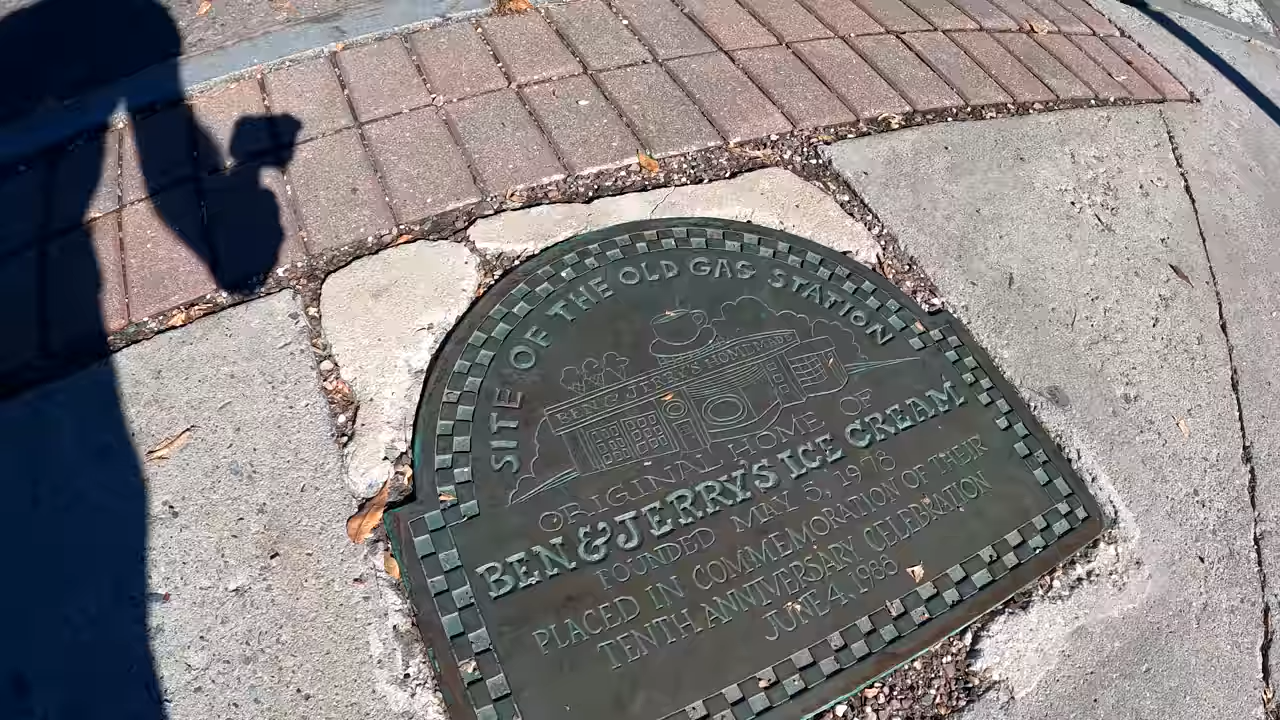 SITE OF THE OLD GAS STATION
BEN & JERRY'S HOMEMADE
ORIGINAL HOME OF
BEN & JERRY'S ICE CREAM
FOUNDED MAY 5, 1978
PLACED IN COMMEMORATION OF THEIR
TENTH ANNIVERSARY CELEBRATION
JUNE 4, 1988